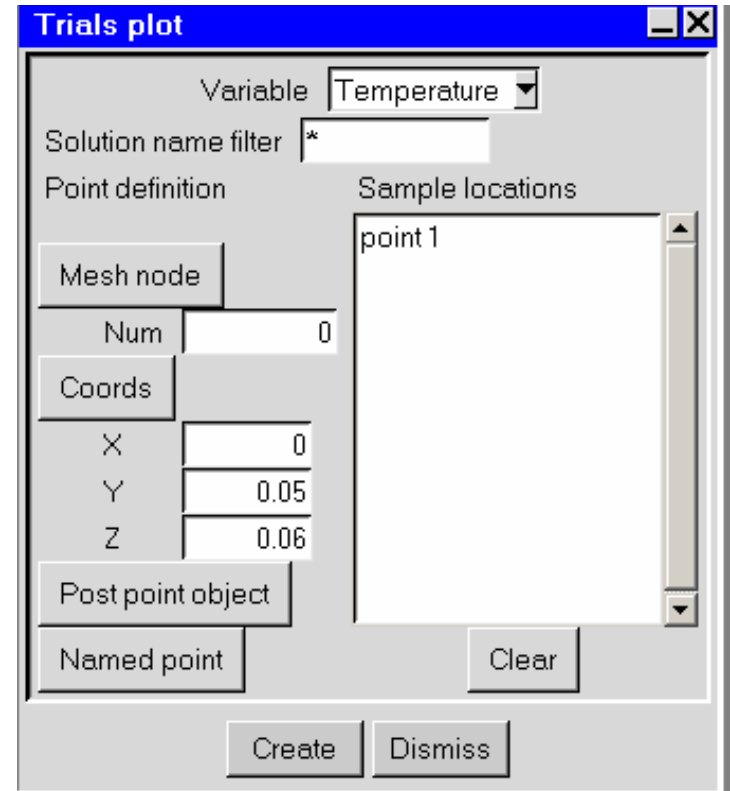 Trials plot
Variable Temperature
Solution name filter *
Point definition Sample locations
point 1
Mesh node
Num 0
Coords
X 0
Y 0.05
Z 0.06
Post point object
Named point Clear
Create Dismiss